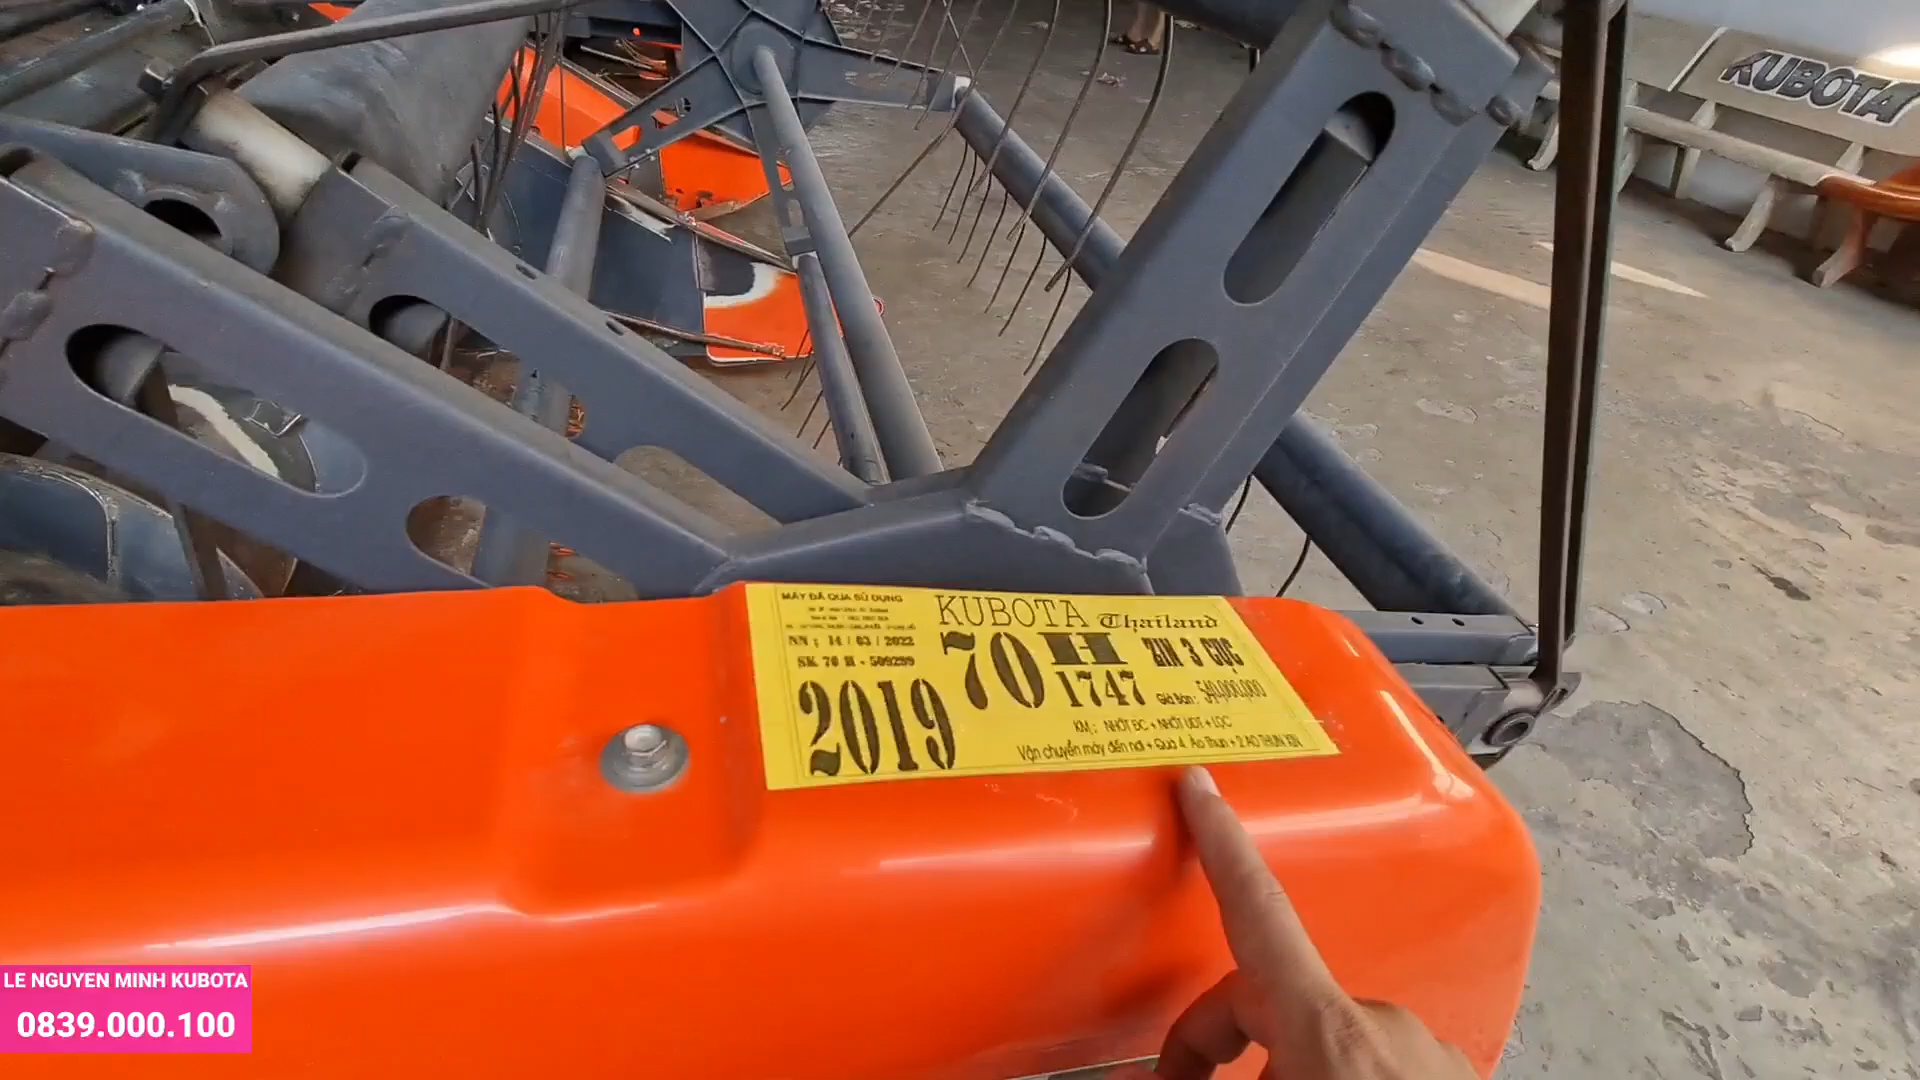 KUBOTA
MÁY ĐÃ QUA SỬ DỤNG
KUBOTA Thailand
NN : 14 / 03 / 2022
SK 70 H - 509299
70 H
ZIN 3 CỤC
2019
1747
Giá Bán : 540,000,000
KM : NHỚT ĐC + NHỚT UDT + LỌC
Vận chuyển máy đến nơi + Quà 4 Áo Thun + 2 ÁO THUN XỊN
LE NGUYEN MINH KUBOTA
0839.000.100